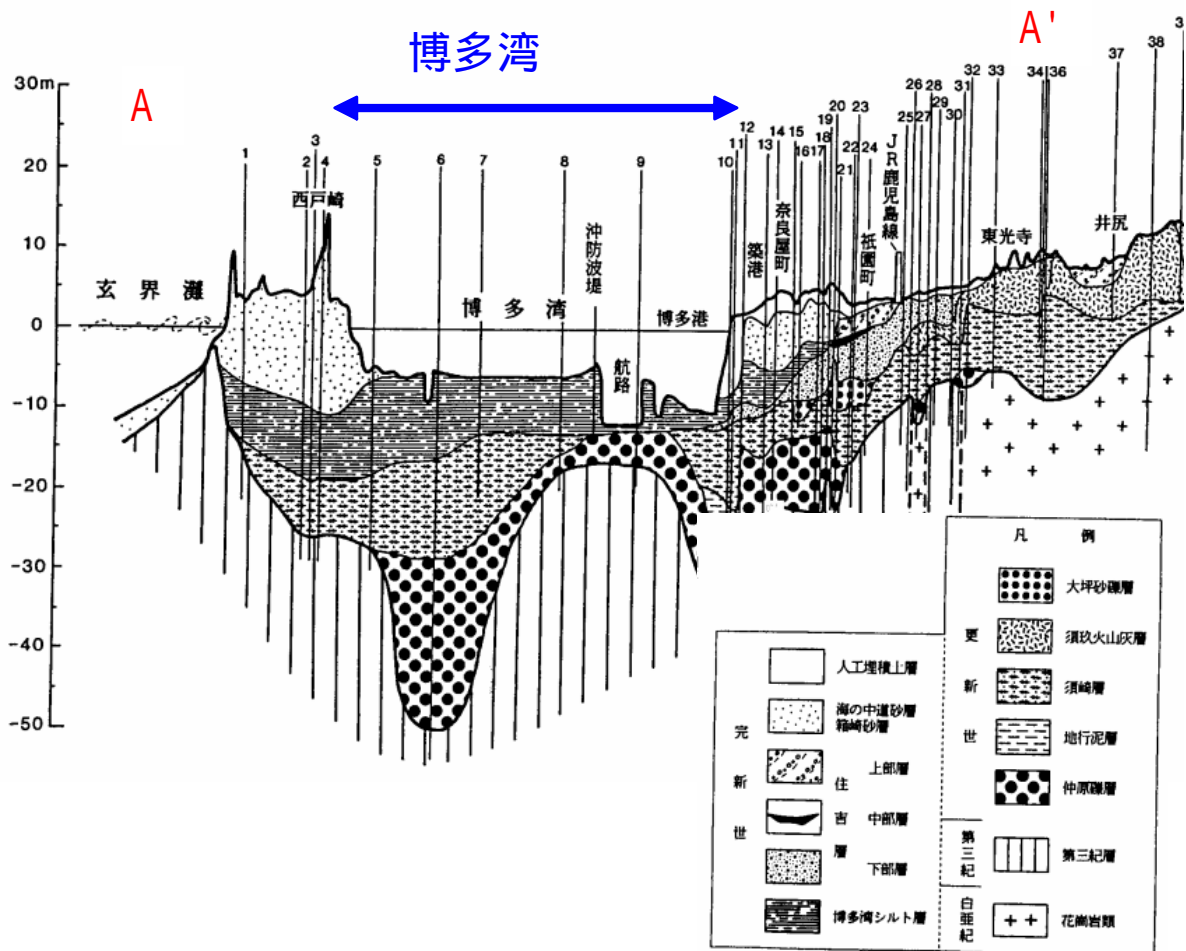 博多湾
A
A'
30m
20
10
0
-10
-20
-30
-40
-50
1
2
3
4
5
6
7
8
9
10
11
12
13
14
15
16
17
18
19
20
21
22
23
24
25
26
27
28
29
30
31
32
33
34
36
37
38
3
西戸崎
玄界灘
博多湾
沖防波堤
博多港
航路
築港
奈良屋町
祇園町
JR鹿児島線
東光寺
井尻
凡例
完新世
人工埋積土層
海の中道砂層
箱崎砂層
住吉層
上部層
中部層
下部層
博多湾シルト層
更新世
大坪砂礫層
須玖火山灰層
須崎層
地行泥層
仲原礫層
第三紀
第三紀層
白亜紀
花崗岩類